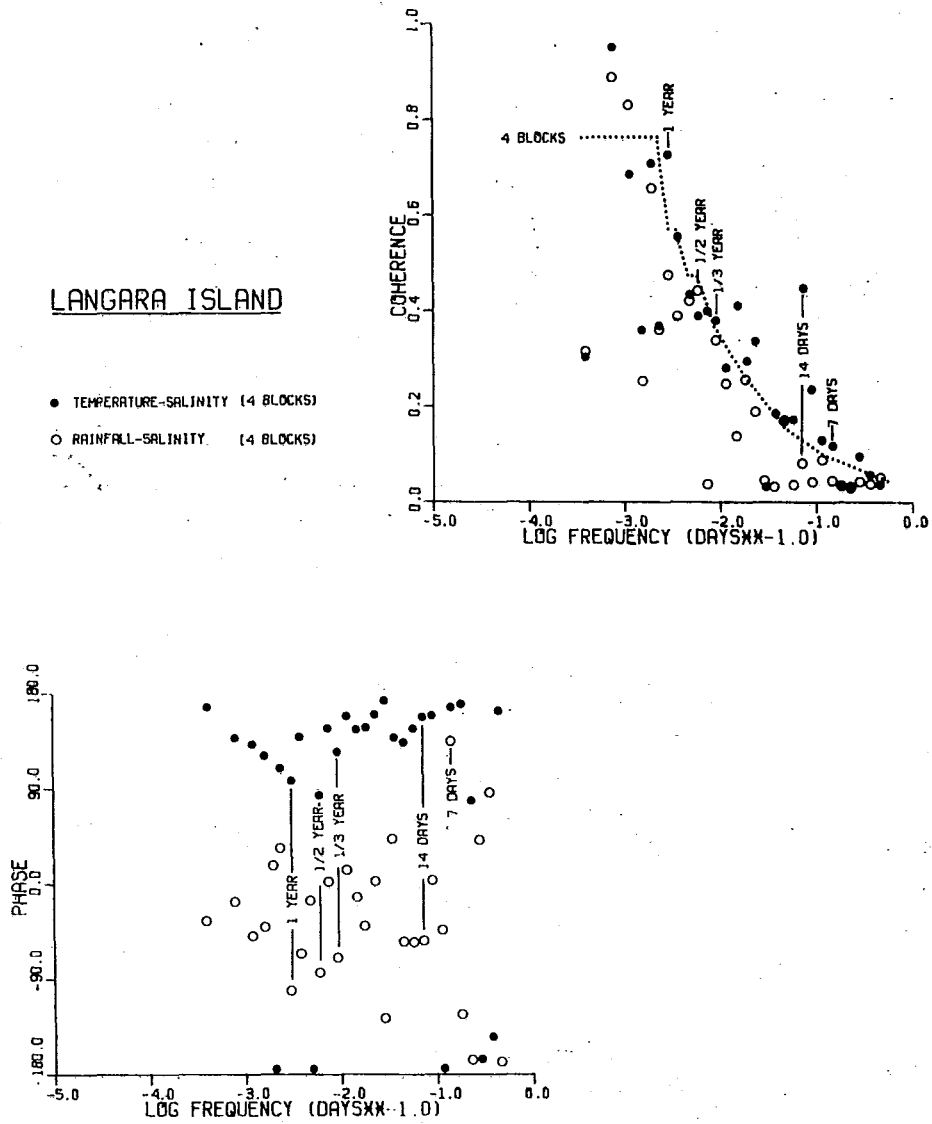 1.0
0.8
0.6
0.4
0.2
0.0
COHERENCE
4 BLOCKS
1 YEAR
1/2 YEAR
1/3 YEAR
14 DAYS
7 DAYS
-5.0 -4.0 -3.0 -2.0 -1.0 0.0
LOG FREQUENCY (DAYS**-1.0)
LANGARA ISLAND
TEMPERATURE-SALINITY (4 BLOCKS)
RAINFALL-SALINITY (4 BLOCKS)
180.0
90.0
0.0
-90.0
-180.0
PHASE
1 YEAR
1/2 YEAR
1/3 YEAR
14 DAYS
7 DAYS
-5.0 -4.0 -3.0 -2.0 -1.0 0.0
LOG FREQUENCY (DAYS**-1.0)